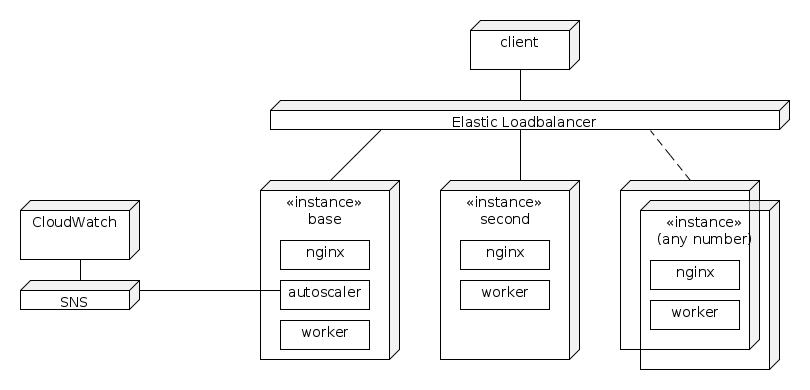 client
Elastic Loadbalancer
CloudWatch
SNS
«instance»
base
nginx
autoscaler
worker
«instance»
second
nginx
worker
«instance»
(any number)
nginx
worker